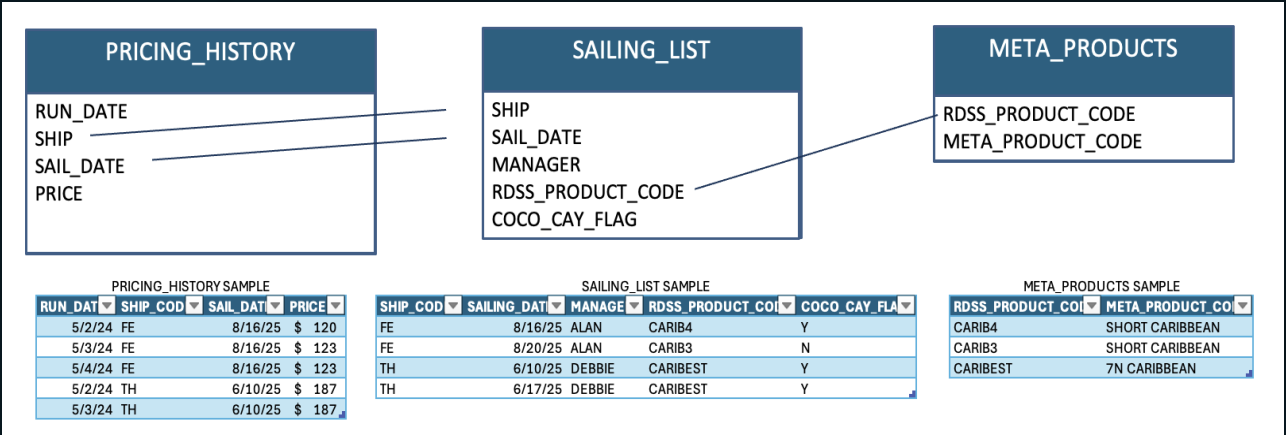 PRICING_HISTORY
RUN_DATE
SHIP
SAIL_DATE
PRICE
SAILING_LIST
SHIP
SAIL_DATE
MANAGER
RDSS_PRODUCT_CODE
COCO_CAY_FLAG
META_PRODUCTS
RDSS_PRODUCT_CODE
META_PRODUCT_CODE
PRICING_HISTORY SAMPLE
RUN_DAT SHIP_COD SAIL_DATI PRICE
5/2/24 FE 8/16/25 $ 120
5/3/24 FE 8/16/25 $ 123
5/4/24 FE 8/16/25 $ 123
5/2/24 TH 6/10/25 $ 187
5/3/24 TH 6/10/25 $ 187
SAILING_LIST SAMPLE
SHIP_COD SAILING_DATI MANAGE RDSS_PRODUCT_COI COCO_CAY_FLA
FE 8/16/25 ALAN CARIB4 Y
FE 8/20/25 ALAN CARIB3 N
TH 6/10/25 DEBBIE CARIBEST Y
TH 6/17/25 DEBBIE CARIBEST Y
META_PRODUCTS SAMPLE
RDSS_PRODUCT_COI META_PRODUCT_CO
CARIB4 SHORT CARIBBEAN
CARIB3 SHORT CARIBBEAN
CARIBEST 7N CARIBBEAN